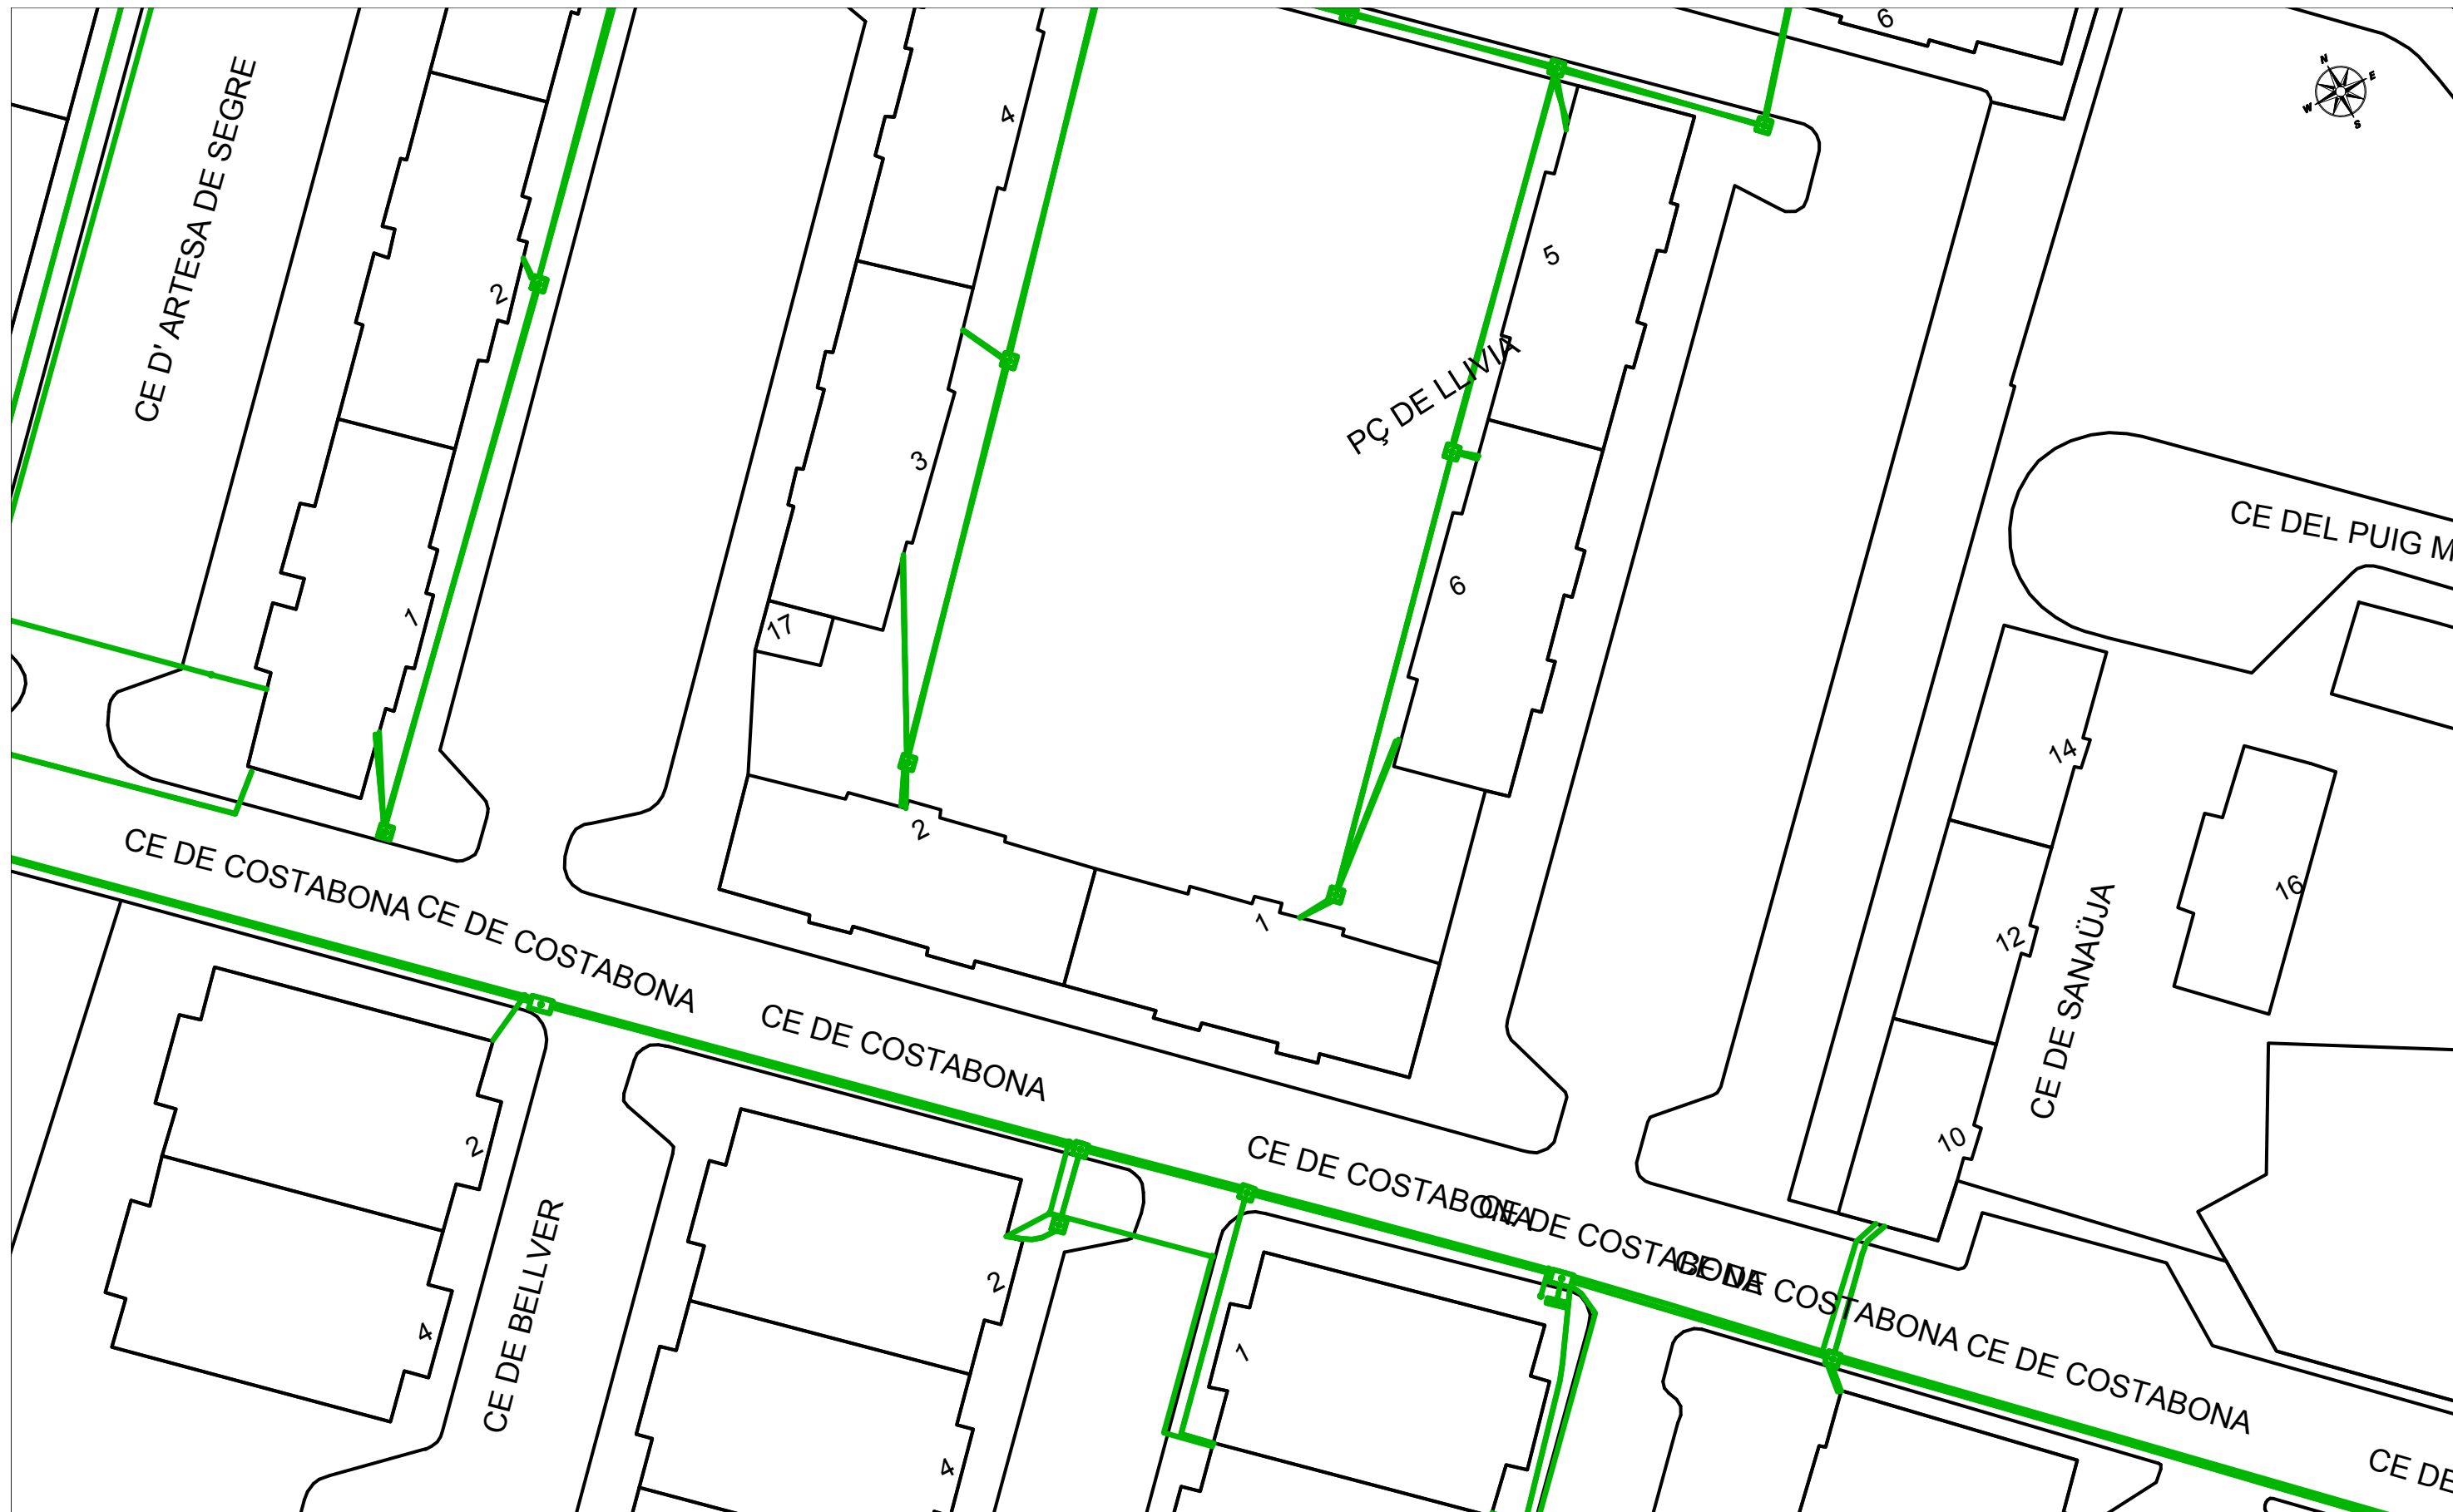 6
N
E
W
S
CE D' ARTESA DE SEGRE
4
5
2
PÇ DE LLIVIA
3
CE DEL PUIG M
6
1
17
14
2
CE DE COSTABONA
CE DE COSTABONA
16
1
12
CE DE COSTABONA
CE DE SANAÜJA
10
2
CE DE COSTABONA
CE DE COSTABONA
CE DE COSTABONA
CE DE COSTABONA
2
CE DE BELLVER
4
1
4
CE DE